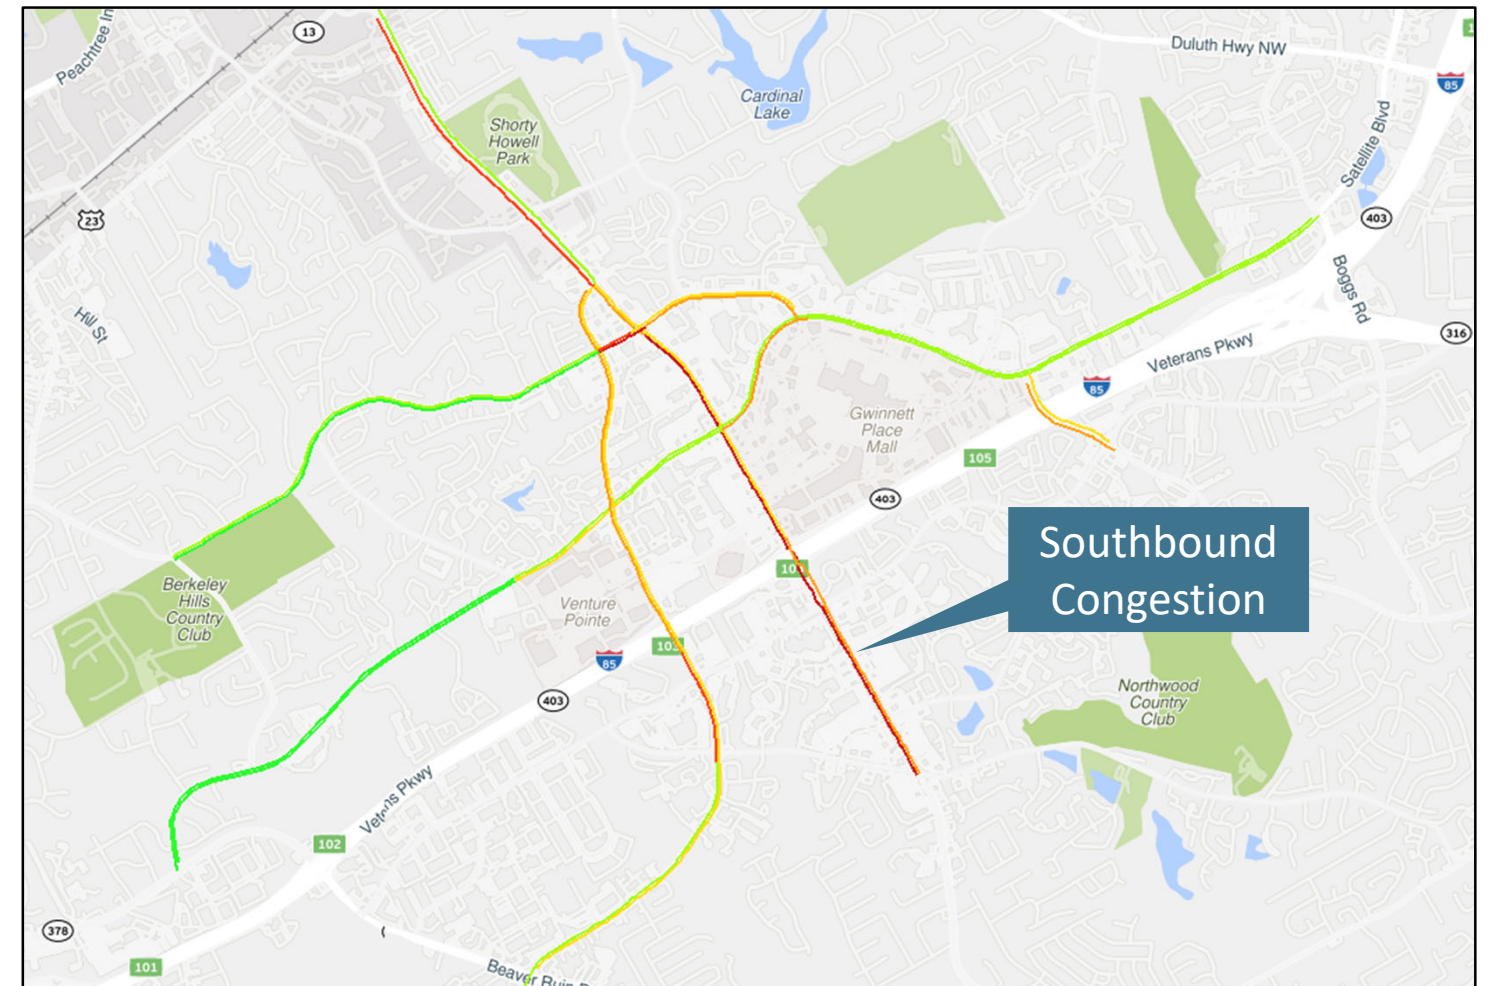 13
Peachtree In
Duluth Hwy NW
85
Cardinal
Lake
Shorty
Howell
Park
Satellite Blvd
23
403
Boggs Rd
Hill St
316
Veterans Pkwy
85
Gwinnett
Place
Mall
105
403
Southbound
Congestion
Berkeley
Hills
Country
Club
Venture
Pointe
85
403
Northwood
Country
Club
102
378
101
Beaver Ruin